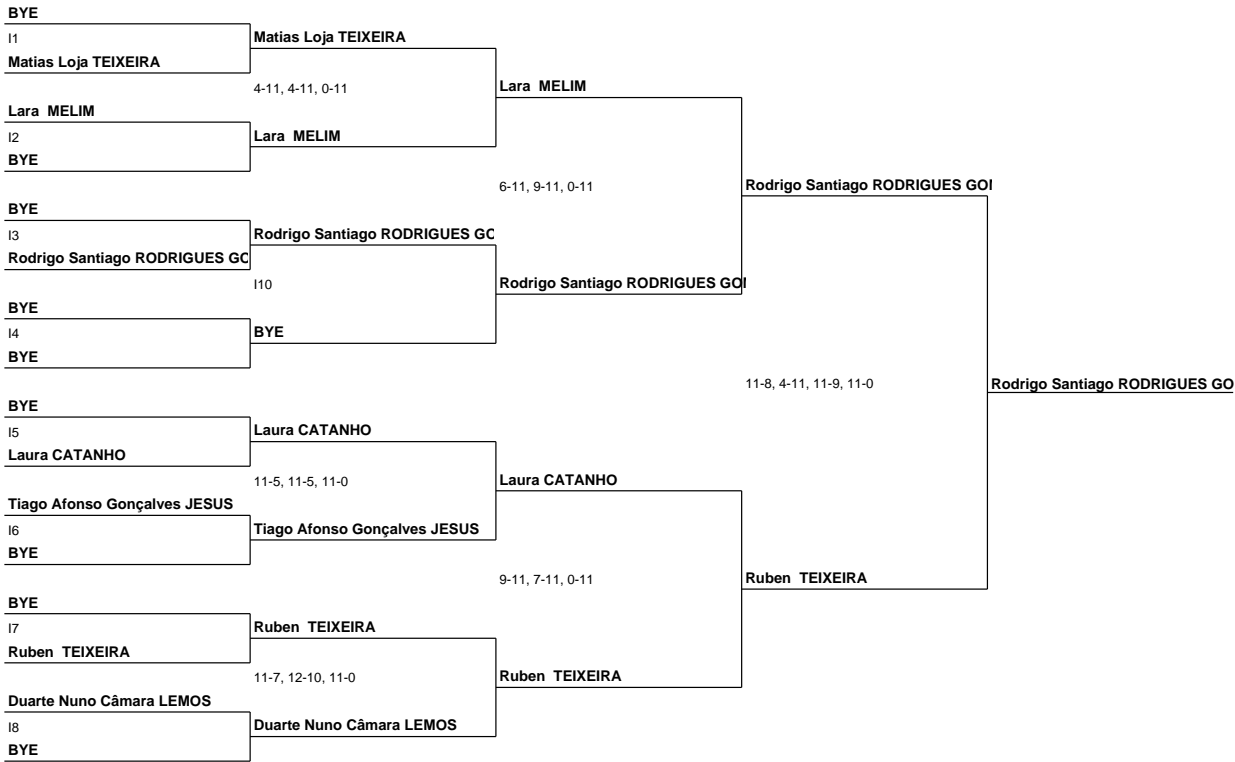 BYE
I1
Matias Loja TEIXEIRA
Matias Loja TEIXEIRA
4-11, 4-11, 0-11
Lara MELIM
Lara MELIM
I2
Lara MELIM
BYE
6-11, 9-11, 0-11
Rodrigo Santiago RODRIGUES GOI
BYE
I3
Rodrigo Santiago RODRIGUES GC
Rodrigo Santiago RODRIGUES GC
I10
Rodrigo Santiago RODRIGUES GOI
BYE
I4
BYE
BYE
11-8, 4-11, 11-9, 11-0
Rodrigo Santiago RODRIGUES GO
BYE
I5
Laura CATANHO
Laura CATANHO
11-5, 11-5, 11-0
Laura CATANHO
Tiago Afonso Gonçalves JESUS
I6
Tiago Afonso Gonçalves JESUS
BYE
9-11, 7-11, 0-11
Ruben TEIXEIRA
BYE
I7
Ruben TEIXEIRA
Ruben TEIXEIRA
11-7, 12-10, 11-0
Ruben TEIXEIRA
Duarte Nuno Câmara LEMOS
I8
Duarte Nuno Câmara LEMOS
BYE